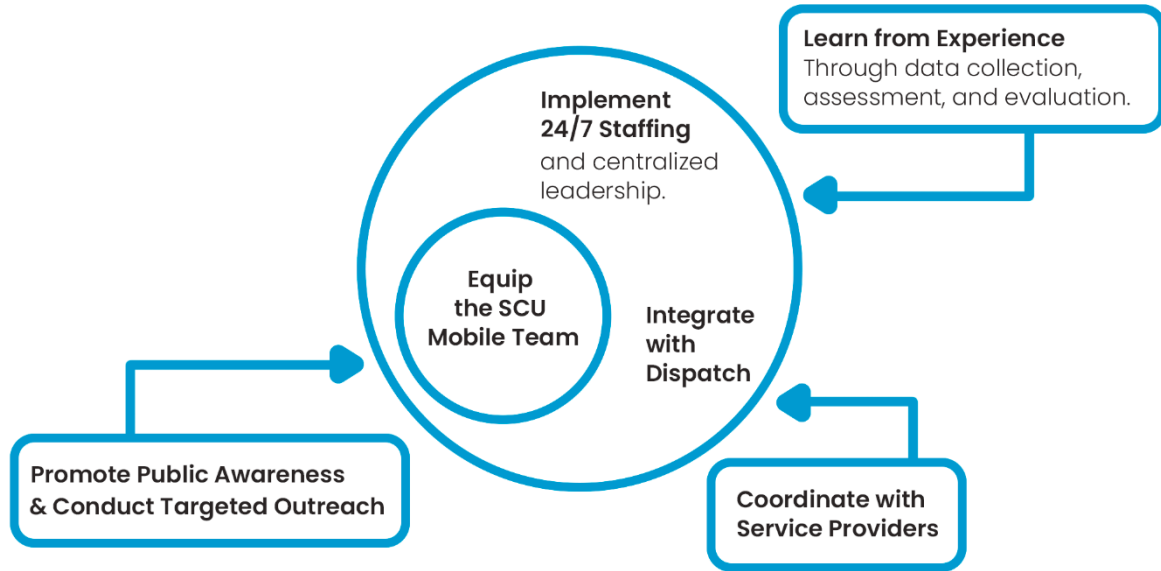 Learn from Experience
Through data collection,
assessment, and evaluation.
Implement
24/7 Staffing
and centralized
leadership.
Equip
the SCU
Mobile Team
Integrate
with
Dispatch
Promote Public Awareness
& Conduct Targeted Outreach
Coordinate with
Service Providers